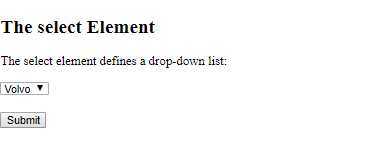 The select Element
The select element defines a drop-down list:
Volvo
Submit